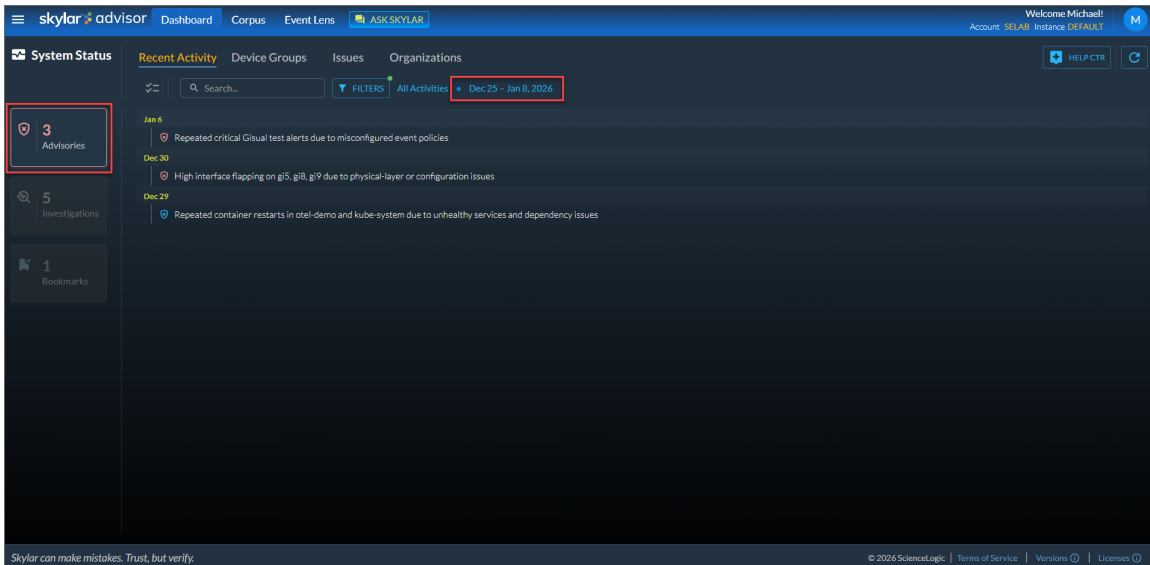 skylar advisor Dashboard Corpus Event Lens ASK SKYLAR
Welcome Michael!
Account SELAB Instance DEFAULT
M
System Status
Recent Activity Device Groups Issues Organizations
HELP CTR
Search...
FILTERS
All Activities
Dec 25 – Jan 8, 2026
3
Advisories
5
Investigations
1
Bookmarks
Jan 6
Repeated critical Gisual test alerts due to misconfigured event policies
Dec 30
High interface flapping on gi5, gi8, gi9 due to physical-layer or configuration issues
Dec 29
Repeated container restarts in otel-demo and kube-system due to unhealthy services and dependency issues
Skylar can make mistakes. Trust, but verify.
© 2026 ScienceLogic | Terms of Service | Versions | Licenses